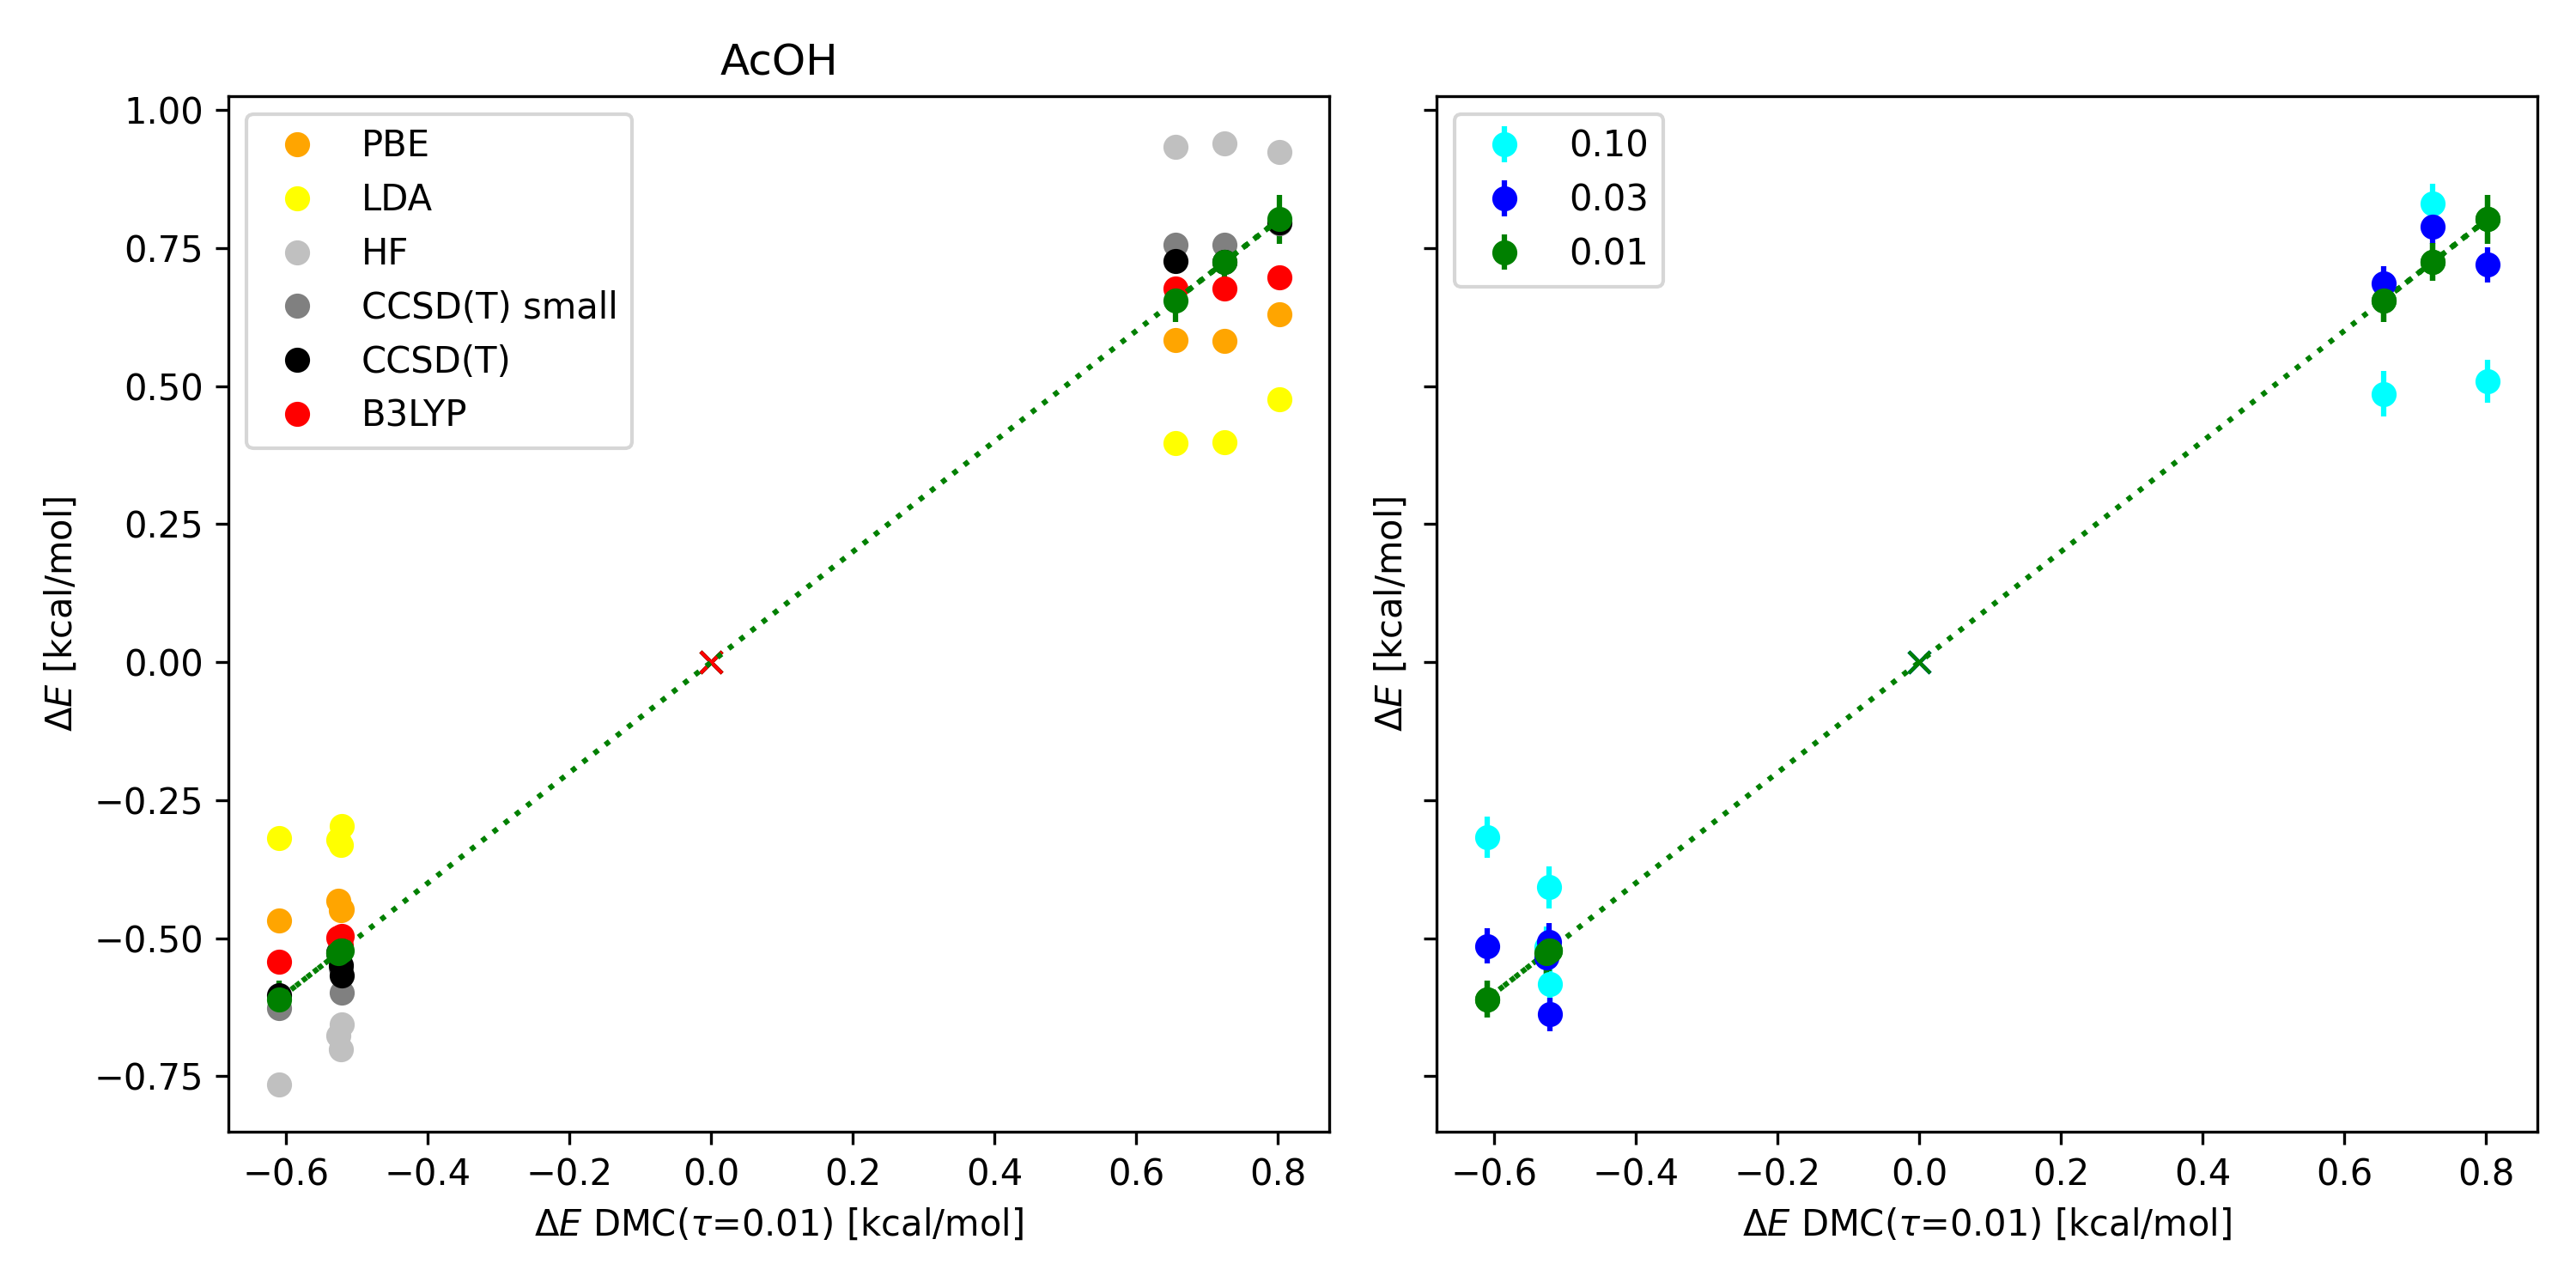 AcOH
PBE
LDA
HF
CCSD(T) small
CCSD(T)
B3LYP
1.00
0.75
0.50
0.25
0.00
−0.25
−0.50
−0.75
ΔE [kcal/mol]
−0.6 −0.4 −0.2 0.0 0.2 0.4 0.6 0.8
ΔE DMC(τ=0.01) [kcal/mol]
0.10
0.03
0.01
ΔE [kcal/mol]
−0.6 −0.4 −0.2 0.0 0.2 0.4 0.6 0.8
ΔE DMC(τ=0.01) [kcal/mol]